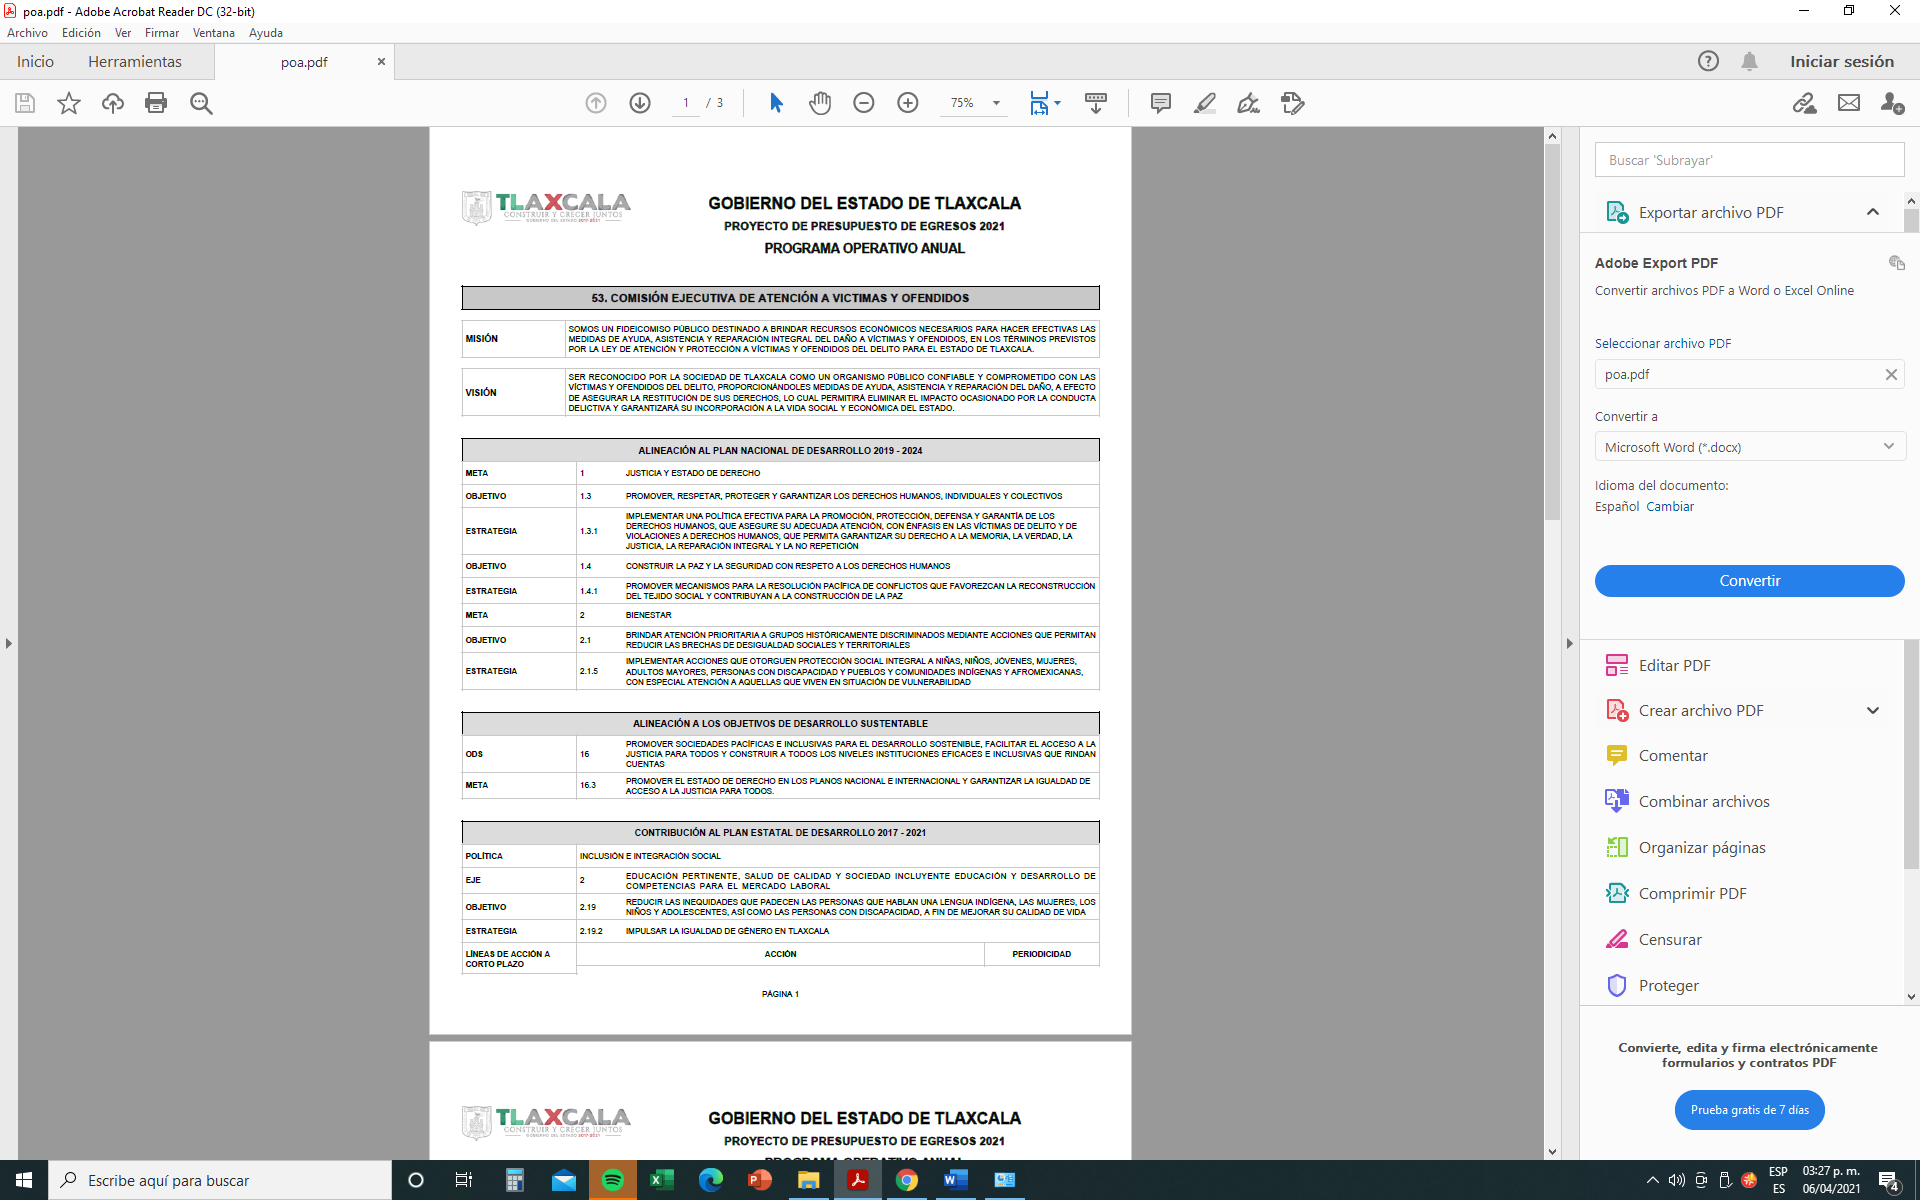 poa.pdf - Adobe Acrobat Reader DC (32-bit)
Archivo Edición Ver Firmar Ventana Ayuda
Inicio Herramientas poa.pdf Iniciar sesión
1 / 3 75%
TLAXCALA
CONSTRUIR Y CRECER JUNTOS
GOBIERNO DEL ESTADO 2017-2021
GOBIERNO DEL ESTADO DE TLAXCALA
PROYECTO DE PRESUPUESTO DE EGRESOS 2021
PROGRAMA OPERATIVO ANUAL
53. COMISIÓN EJECUTIVA DE ATENCIÓN A VICTIMAS Y OFENDIDOS
MISIÓN
SOMOS UN FIDEICOMISO PÚBLICO DESTINADO A BRINDAR RECURSOS ECONÓMICOS NECESARIOS PARA HACER EFECTIVAS LAS
MEDIDAS DE AYUDA, ASISTENCIA Y REPARACIÓN INTEGRAL DEL DAÑO A VÍCTIMAS Y OFENDIDOS, EN LOS TÉRMINOS PREVISTOS
POR LA LEY DE ATENCIÓN Y PROTECCIÓN A VÍCTIMAS Y OFENDIDOS DEL DELITO PARA EL ESTADO DE TLAXCALA.
VISIÓN
SER RECONOCIDO POR LA SOCIEDAD DE TLAXCALA COMO UN ORGANISMO PÚBLICO CONFIABLE Y COMPROMETIDO CON LAS
VÍCTIMAS Y OFENDIDOS DEL DELITO, PROPORCIONÁNDOLES MEDIDAS DE AYUDA, ASISTENCIA Y REPARACIÓN DEL DAÑO, A EFECTO
DE ASEGURAR LA RESTITUCIÓN DE SUS DERECHOS, LO CUAL PERMITIRÁ ELIMINAR EL IMPACTO OCASIONADO POR LA CONDUCTA
DELICTIVA Y GARANTIZARÁ SU INCORPORACIÓN A LA VIDA SOCIAL Y ECONÓMICA DEL ESTADO.
ALINEACIÓN AL PLAN NACIONAL DE DESARROLLO 2019 - 2024
META 1 JUSTICIA Y ESTADO DE DERECHO
OBJETIVO 1.3 PROMOVER, RESPETAR, PROTEGER Y GARANTIZAR LOS DERECHOS HUMANOS, INDIVIDUALES Y COLECTIVOS
ESTRATEGIA 1.3.1 IMPLEMENTAR UNA POLÍTICA EFECTIVA PARA LA PROMOCIÓN, PROTECCIÓN, DEFENSA Y GARANTÍA DE LOS
DERECHOS HUMANOS, QUE ASEGURE SU ADECUADA ATENCIÓN, CON ÉNFASIS EN LAS VÍCTIMAS DE DELITO Y DE
VIOLACIONES A DERECHOS HUMANOS, QUE PERMITA GARANTIZAR SU DERECHO A LA MEMORIA, LA VERDAD, LA
JUSTICIA, LA REPARACIÓN INTEGRAL Y LA NO REPETICIÓN
OBJETIVO 1.4 CONSTRUIR LA PAZ Y LA SEGURIDAD CON RESPETO A LOS DERECHOS HUMANOS
ESTRATEGIA 1.4.1 PROMOVER MECANISMOS PARA LA RESOLUCIÓN PACÍFICA DE CONFLICTOS QUE FAVOREZCAN LA RECONSTRUCCIÓN
DEL TEJIDO SOCIAL Y CONTRIBUYAN A LA CONSTRUCCIÓN DE LA PAZ
META 2 BIENESTAR
OBJETIVO 2.1 BRINDAR ATENCIÓN PRIORITARIA A GRUPOS HISTÓRICAMENTE DISCRIMINADOS MEDIANTE ACCIONES QUE PERMITAN
REDUCIR LAS BRECHAS DE DESIGUALDAD SOCIALES Y TERRITORIALES
ESTRATEGIA 2.1.5 IMPLEMENTAR ACCIONES QUE OTORGUEN PROTECCIÓN SOCIAL INTEGRAL A NIÑAS, NIÑOS, JÓVENES, MUJERES,
ADULTOS MAYORES, PERSONAS CON DISCAPACIDAD Y PUEBLOS Y COMUNIDADES INDÍGENAS Y AFROMEXICANAS,
CON ESPECIAL ATENCIÓN A AQUELLAS QUE VIVEN EN SITUACIÓN DE VULNERABILIDAD
ALINEACIÓN A LOS OBJETIVOS DE DESARROLLO SUSTENTABLE
ODS 16 PROMOVER SOCIEDADES PACÍFICAS E INCLUSIVAS PARA EL DESARROLLO SOSTENIBLE, FACILITAR EL ACCESO A LA
JUSTICIA PARA TODOS Y CONSTRUIR A TODOS LOS NIVELES INSTITUCIONES EFICACES E INCLUSIVAS QUE RINDAN
CUENTAS
META 16.3 PROMOVER EL ESTADO DE DERECHO EN LOS PLANOS NACIONAL E INTERNACIONAL Y GARANTIZAR LA IGUALDAD DE
ACCESO A LA JUSTICIA PARA TODOS.
CONTRIBUCIÓN AL PLAN ESTATAL DE DESARROLLO 2017 - 2021
POLÍTICA INCLUSIÓN E INTEGRACIÓN SOCIAL
EJE 2 EDUCACIÓN PERTINENTE, SALUD DE CALIDAD Y SOCIEDAD INCLUYENTE EDUCACIÓN Y DESARROLLO DE
COMPETENCIAS PARA EL MERCADO LABORAL
OBJETIVO 2.19 REDUCIR LAS INEQUIDADES QUE PADECEN LAS PERSONAS QUE HABLAN UNA LENGUA INDÍGENA, LAS MUJERES, LOS
NIÑOS Y ADOLESCENTES, ASÍ COMO LAS PERSONAS CON DISCAPACIDAD, A FIN DE MEJORAR SU CALIDAD DE VIDA
ESTRATEGIA 2.19.2 IMPULSAR LA IGUALDAD DE GÉNERO EN TLAXCALA
LÍNEAS DE ACCIÓN A
CORTO PLAZO
ACCIÓN PERIODICIDAD
PÁGINA 1
TLAXCALA
CONSTRUIR Y CRECER JUNTOS
GOBIERNO DEL ESTADO 2017-2021
GOBIERNO DEL ESTADO DE TLAXCALA
PROYECTO DE PRESUPUESTO DE EGRESOS 2021
PROGRAMA OPERATIVO ANUAL
Buscar 'Subrayar'
Exportar archivo PDF
Adobe Export PDF
Convertir archivos PDF a Word o Excel Online
Seleccionar archivo PDF
poa.pdf
Convertir a
Microsoft Word (*.docx)
Idioma del documento:
Español Cambiar
Convertir
Editar PDF
Crear archivo PDF
Comentar
Combinar archivos
Organizar páginas
Comprimir PDF
Censurar
Proteger
Convierte, edita y firma electrónicamente
formularios y contratos PDF
Prueba gratis de 7 días
Escribe aquí para buscar
ESP
ES
03:27 p. m.
06/04/2021
4